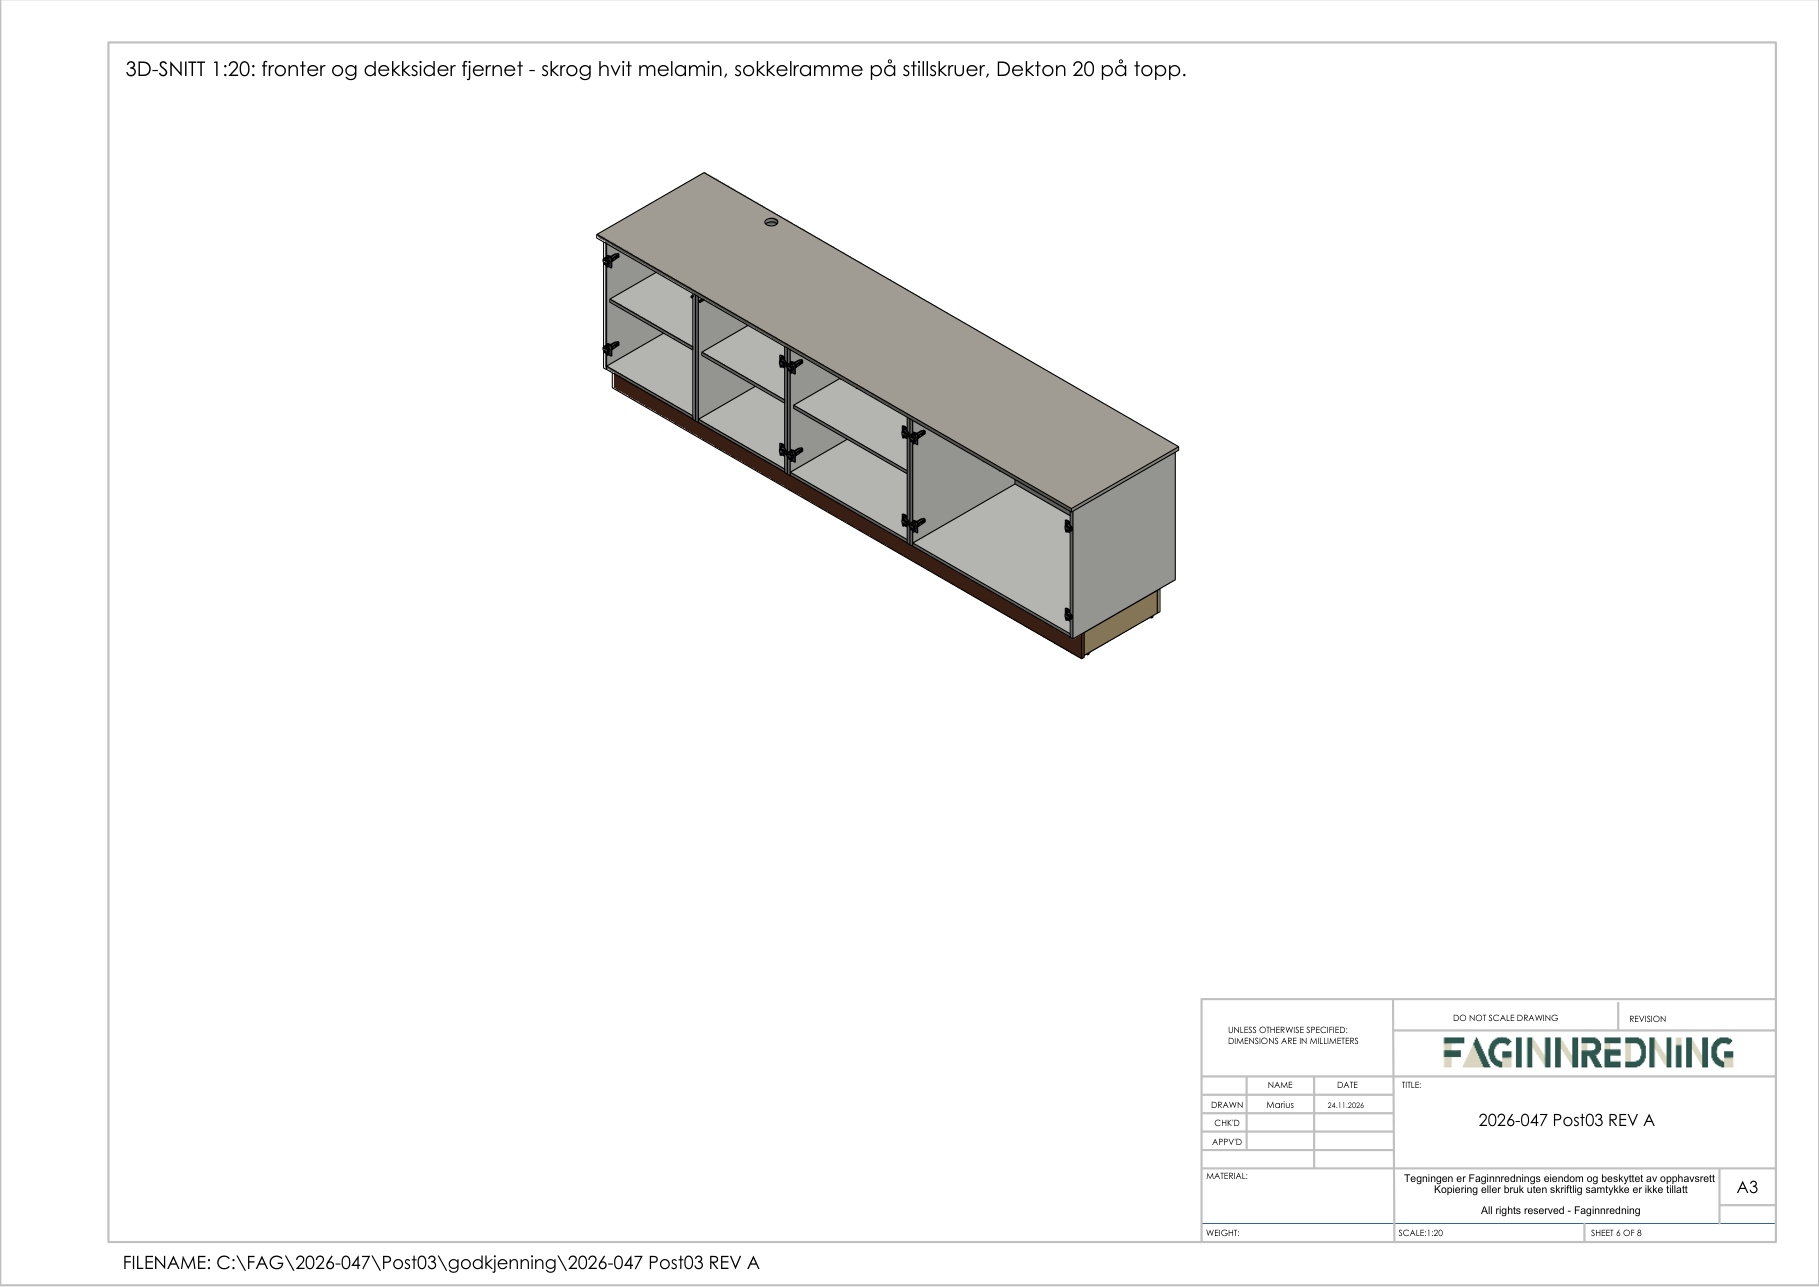 3D-SNITT 1:20: fronter og dekksider fjernet - skrog hvit melamin, sokkelramme på stillskruer, Dekton 20 på topp.
UNLESS OTHERWISE SPECIFIED:
DIMENSIONS ARE IN MILLIMETERS
DO NOT SCALE DRAWING
REVISION
FAGINNREDNING
NAME
DATE
TITLE:
DRAWN
Marius
24.11.2026
2026-047 Post03 REV A
CHK'D
APPV'D
MATERIAL:
Tegningen er Faginnrednings eiendom og beskyttet av opphavsrett
Kopiering eller bruk uten skriftlig samtykke er ikke tillatt
All rights reserved - Faginnredning
A3
WEIGHT:
SCALE:1:20
SHEET 6 OF 8
FILENAME: C:\FAG\2026-047\Post03\godkjenning\2026-047 Post03 REV A